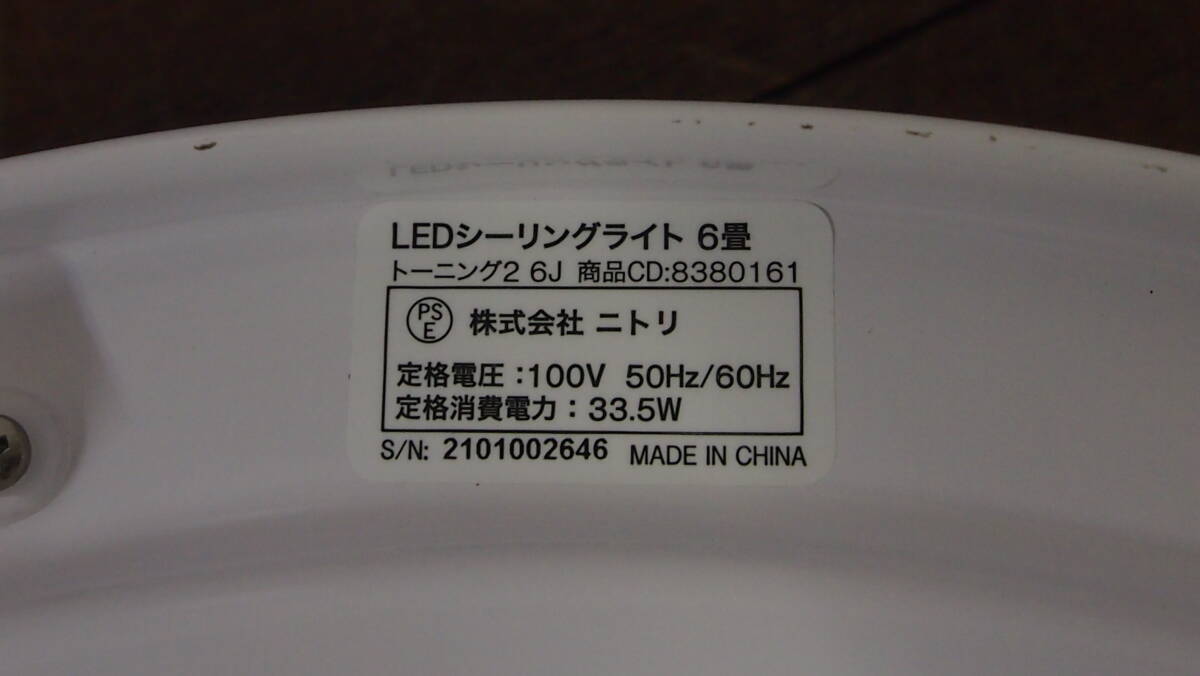 LEDシーリングライト 6畳
トーニング2 6J 商品CD:8380161
PS
E 株式会社 ニトリ
定格電圧:100V 50Hz/60Hz
定格消費電力: 33.5W
S/N: 2101002646 MADE IN CHINA